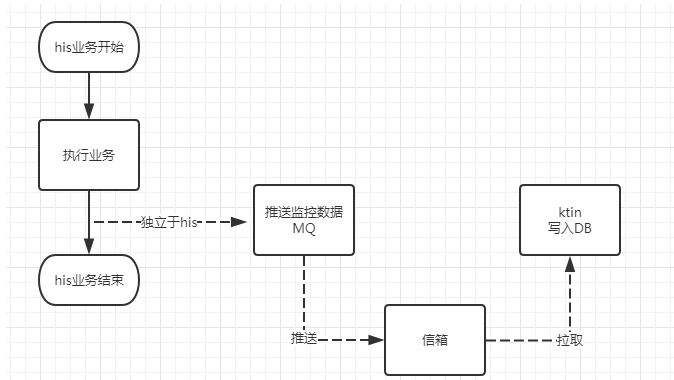 his业务开始
执行业务
独立于his
推送监控数据
MQ
ktin
写入DB
his业务结束
推送
信箱
拉取